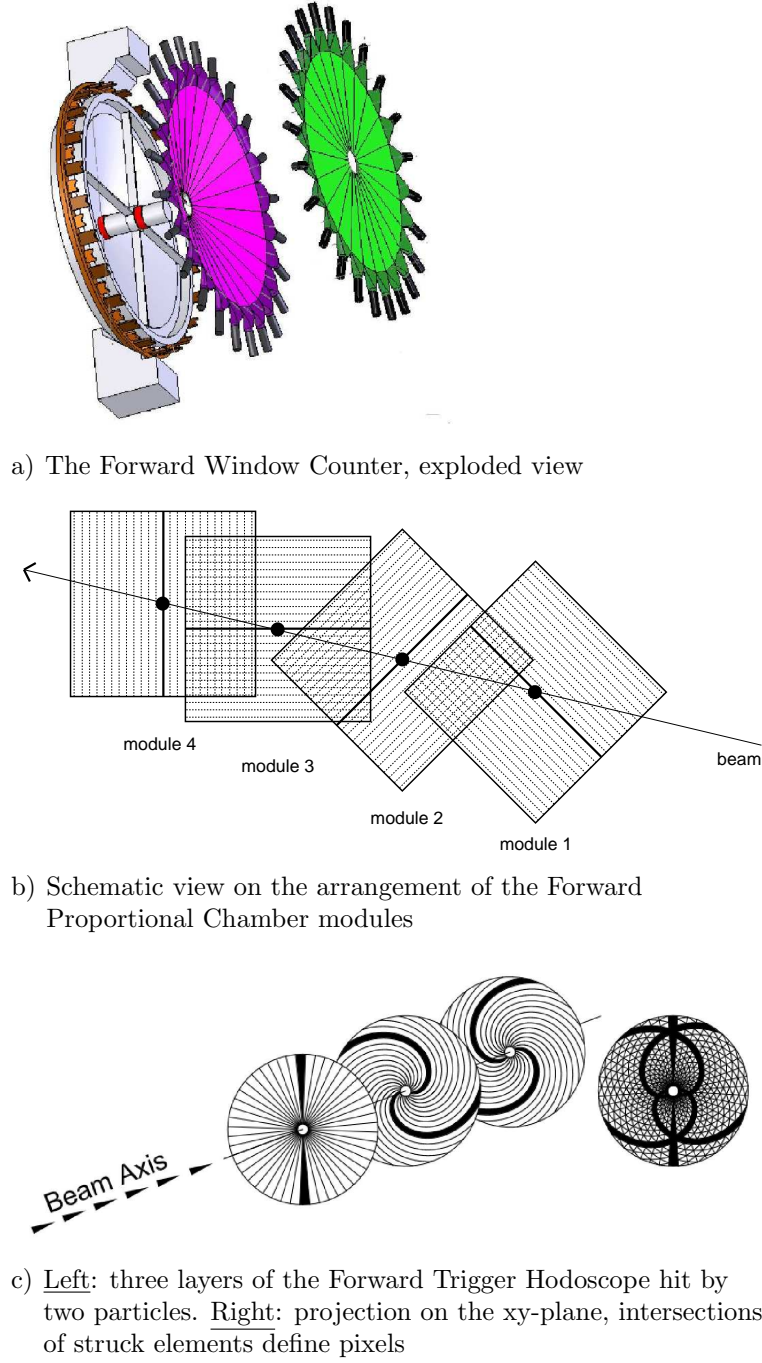 a) The Forward Window Counter, exploded view
module 4
module 3
module 2
module 1
beam
b) Schematic view on the arrangement of the Forward
Proportional Chamber modules
Beam Axis
c) Left: three layers of the Forward Trigger Hodoscope hit by
two particles. Right: projection on the xy-plane, intersections
of struck elements define pixels